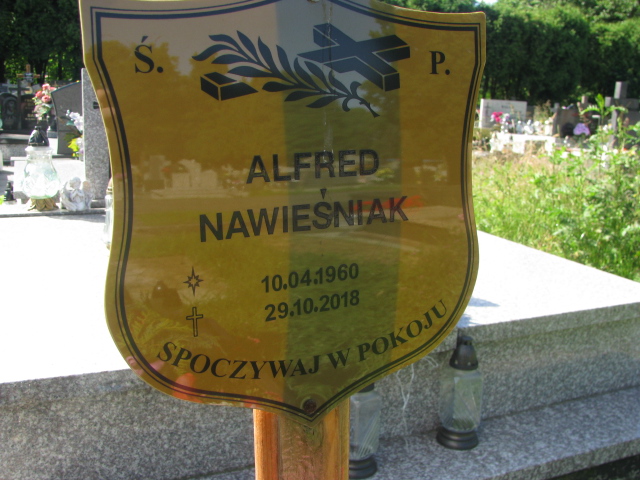 Ś. P.
ALFRED
NAWIEŚNIAK
10.04.1960
29.10.2018
SPOCZYWAJ W POKOJU